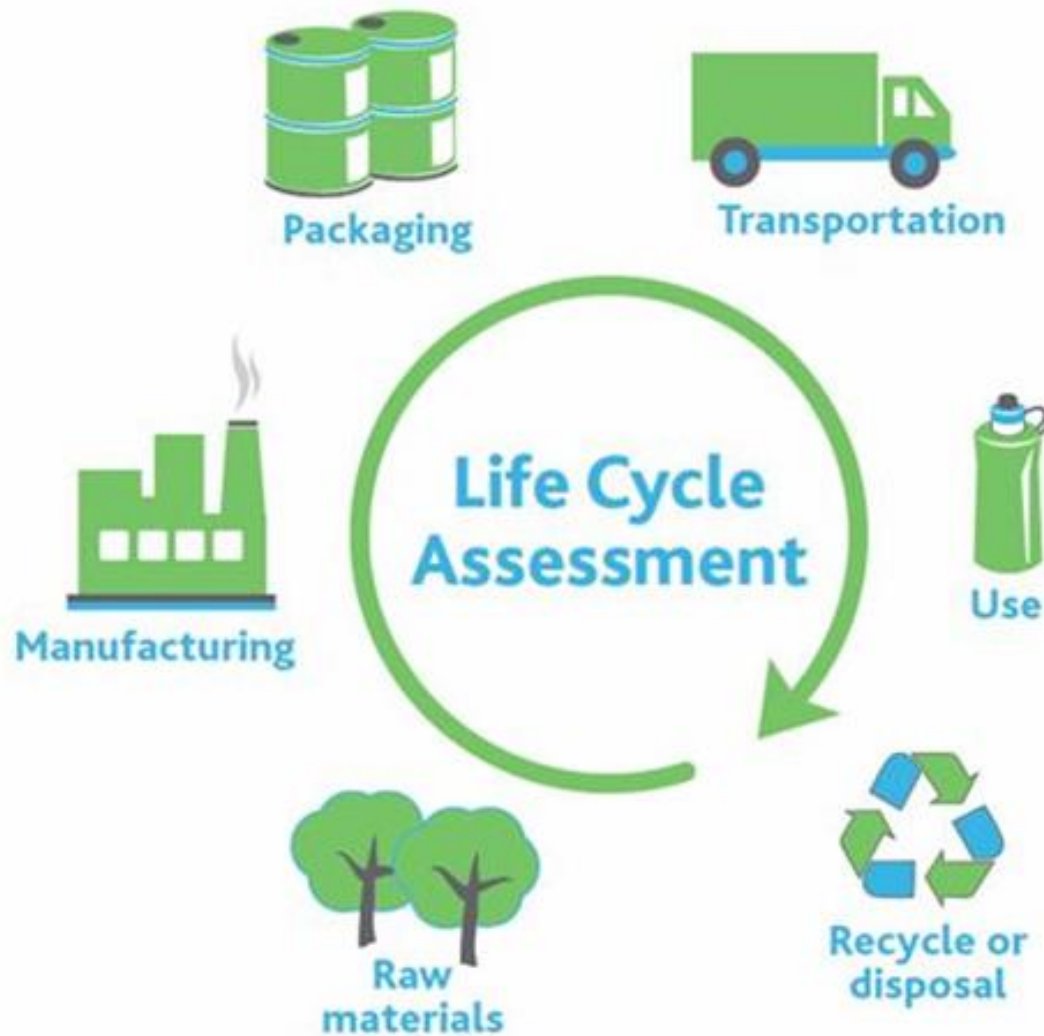 Packaging
Transportation
Life Cycle
Assessment
Manufacturing
Use
Raw
materials
Recycle or
disposal